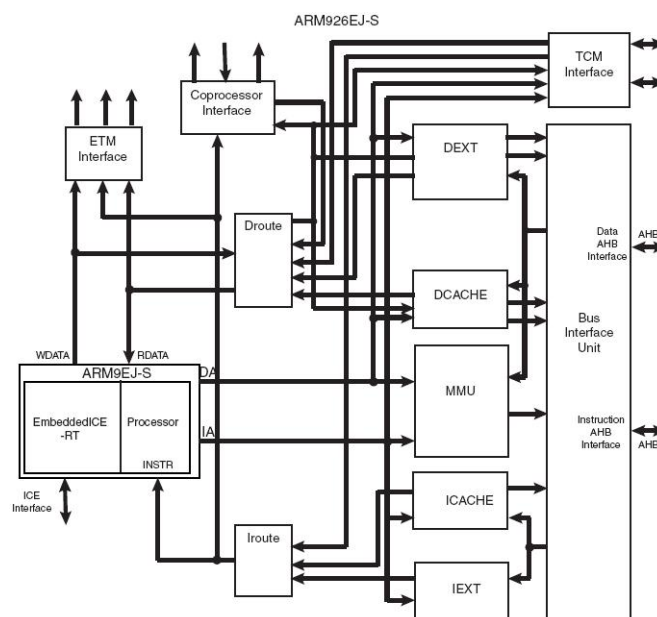 ARM926EJ-S
TCM
Interface
Coprocessor
Interface
ETM
Interface
DEXT
Droute
Data
AHB
Interface
AHB
DCACHE
Bus
Interface
Unit
WDATA
RDATA
ARM9EJ-S
DA
MMU
EmbeddedICE
-RT
Processor
IA
Instruction
AHB
Interface
AHB
INSTR
ICE
Interface
ICACHE
Iroute
IEXT